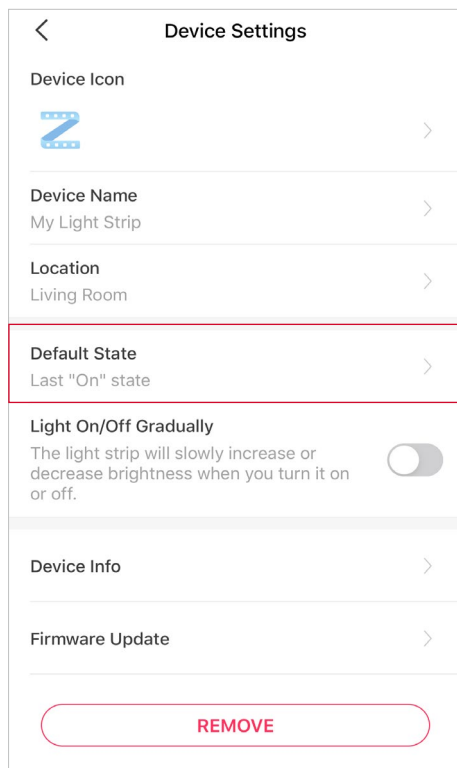 Device Settings
Device Icon
Device Name
My Light Strip
Location
Living Room
Default State
Last "On" state
Light On/Off Gradually
The light strip will slowly increase or
decrease brightness when you turn it on
or off.
Device Info
Firmware Update
REMOVE